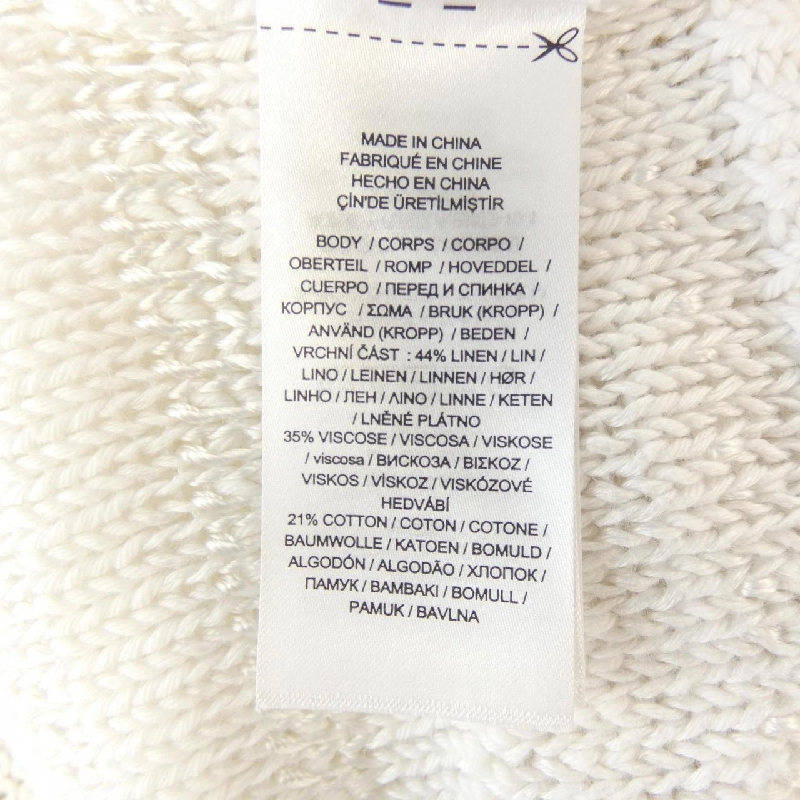 MADE IN CHINA
FABRIQUÉ EN CHINE
HECHO EN CHINA
ÇİN'DE ÜRETİLMİŞTİR
BODY / CORPS / CORPO /
OBERTEIL / ROMP / HOVEDDEL /
CUERPO / ПЕРЕД И СПИНКА /
КОРПУС / ΣΩΜΑ / BRUK (KROPP) /
ANVÄND (KROPP) / BEDEN /
VRCHNÍ ČÁST : 44% LINEN / LIN /
LINO / LEINEN / LINNEN / HØR /
LINHO / ЛЕН / ΛΙΝΟ / LINNE / KETEN
/ LNĚNÉ PLÁTNO
35% VISCOSE / VISCOSA / VISKOSE
/ viscosa / ВИСКОЗА / ΒΙΣΚΟΖ /
VISKOS / VİSKOZ / VISKÓZOVÉ
HEDVÁBÍ
21% COTTON / COTON / COTONE /
BAUMWOLLE / KATOEN / BOMULD /
ALGODÓN / ALGODÃO / ХЛОПОК /
ПАМУК / ΒΑΜΒΑΚΙ / BOMULL /
PAMUK / BAVLNA